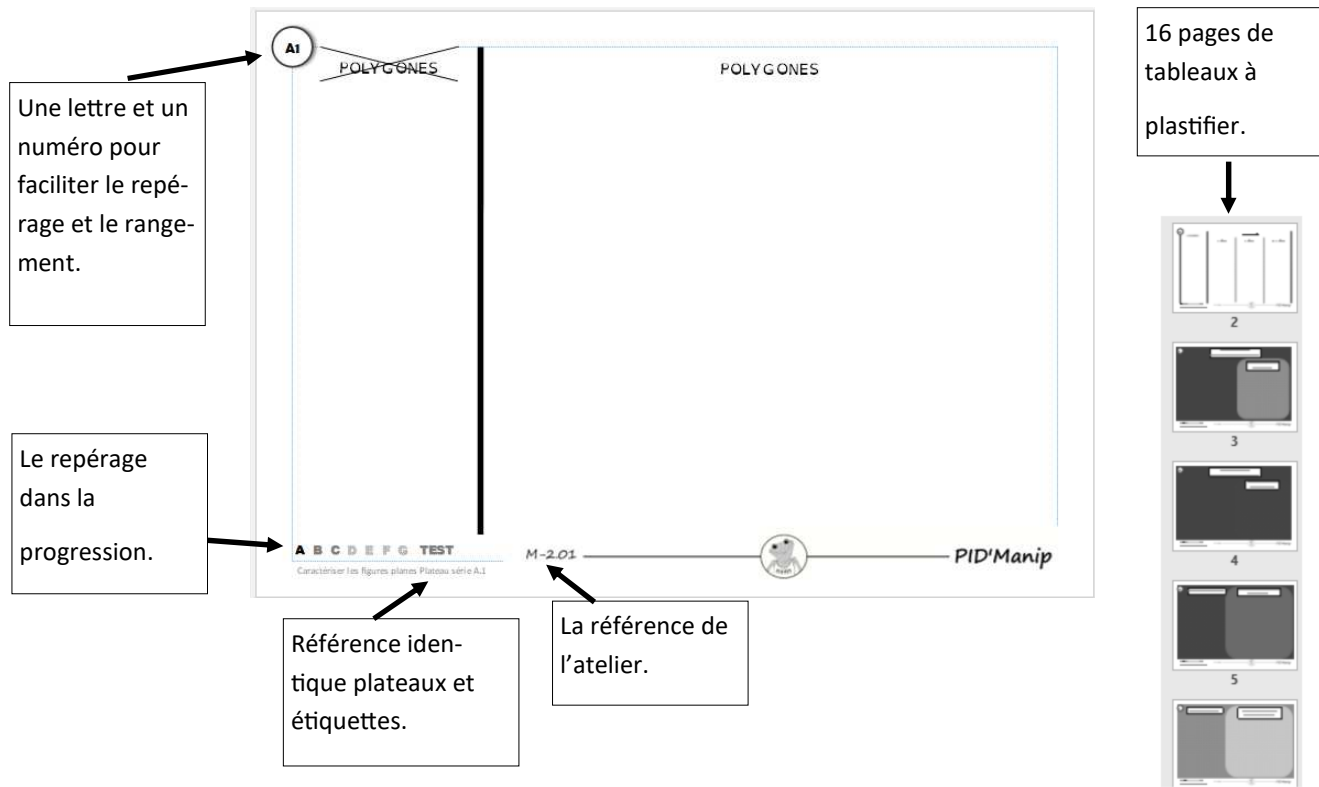 A1
POLYGONES
POLYGONES
Une lettre et un
numéro pour
faciliter le repé-
rage et le range-
ment.
Le repérage
dans la
progression.
A B C D E F G TEST
Caractériser les figures planes Plateau série A.1
M-2.01
PID'Manip
Référence iden-
tique plateaux et
étiquettes.
La référence de
l’atelier.
16 pages de
tableaux à
plastifier.
2
3
4
5